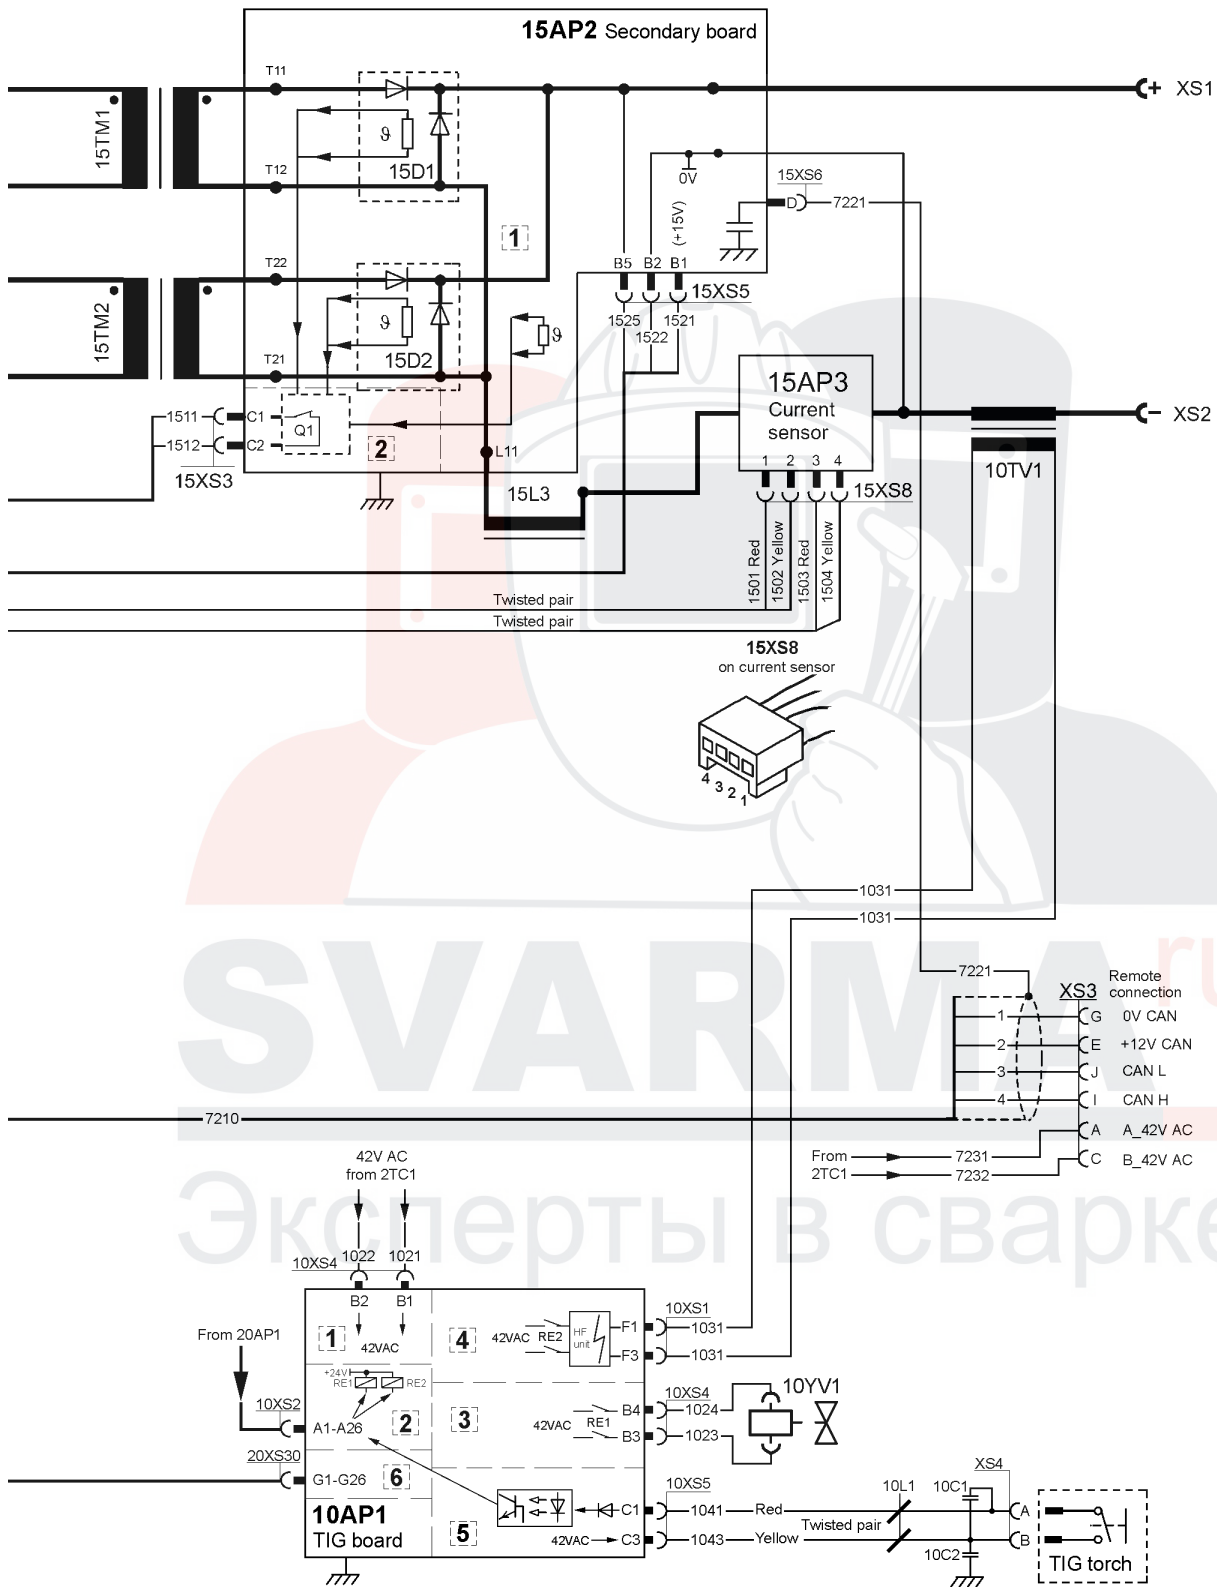 15AP2 Secondary board
T11
XS1
15TM1
ϑ
15D1
T12
0V
15XS6
D
7221
(+15V)
1
T22
B5 B2 B1
15XS5
15TM2
ϑ
15D2
ϑ
1525
1522
1521
T21
15AP3
Current
sensor
XS2
1511
C1
Q1
1512
C2
2
L11
15XS3
1 2 3 4
10TV1
15L3
15XS8
1501 Red
1502 Yellow
1503 Red
1504 Yellow
Twisted pair
Twisted pair
15XS8
on current sensor
4 3 2 1
1031
1031
SVARMA.ru
7221
Remote
connection
XS3
1 G 0V CAN
2 E +12V CAN
3 J CAN L
4 I CAN H
7210
A A_42V AC
From 7231
C B_42V AC
2TC1 7232
42V AC
from 2TC1
Эксперты в сварке
1022 1021
10XS4
B2 B1
1
42VAC
From 20AP1
4
42VAC
RE2
HF
unit
F1
10XS1
1031
F3
1031
+24V
RE1
RE2
10XS2
A1-A26
2
3
42VAC
RE1
B4
10XS4
1024
B3
1023
10YV1
20XS30
G1-G26
6
10AP1
TIG board
5
C1
10XS5
1041
Red
42VAC
C3
1043
Yellow
Twisted pair
10L1
10C1
10C2
XS4
A
B
TIG torch